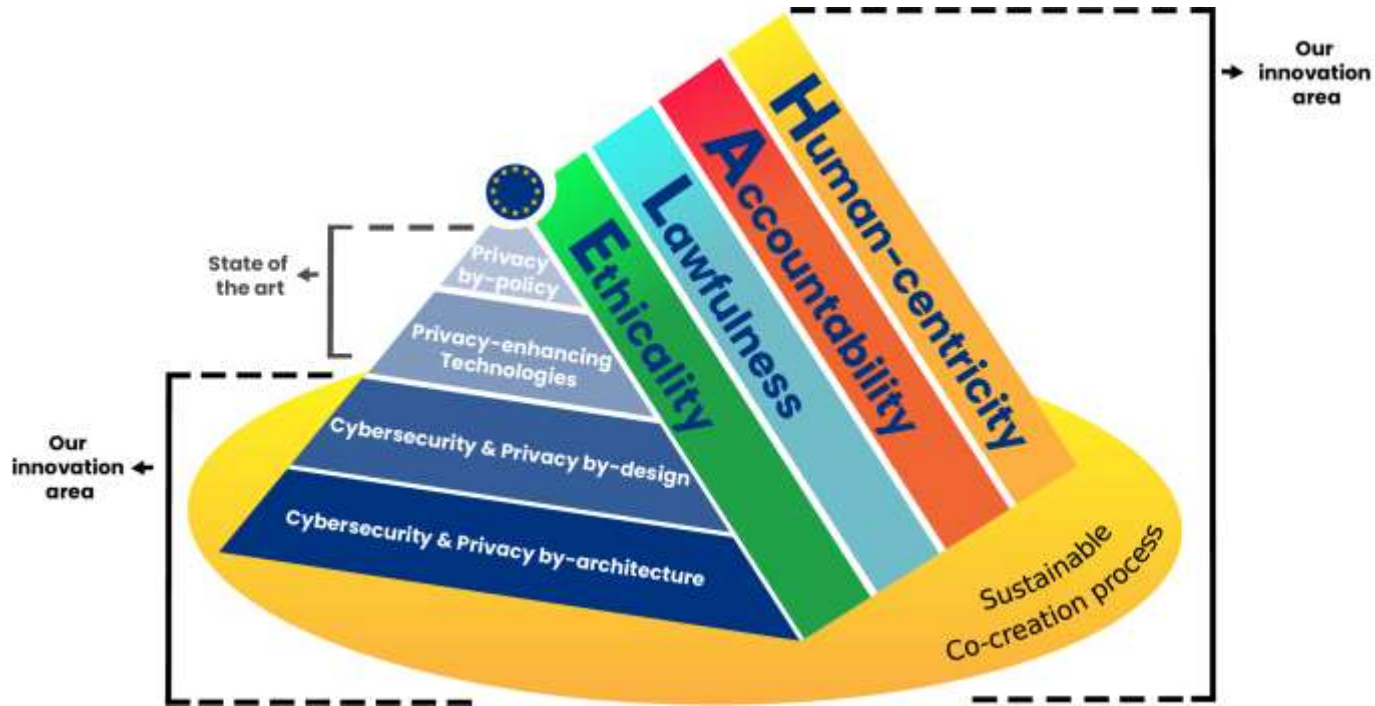 Our
innovation
area
Human-centricity
Accountability
Lawfulness
Ethicality
State of
the art
Privacy
by-policy
Privacy-enhancing
Technologies
Our
innovation
area
Cybersecurity & Privacy by-design
Cybersecurity & Privacy by-architecture
Sustainable
Co-creation process